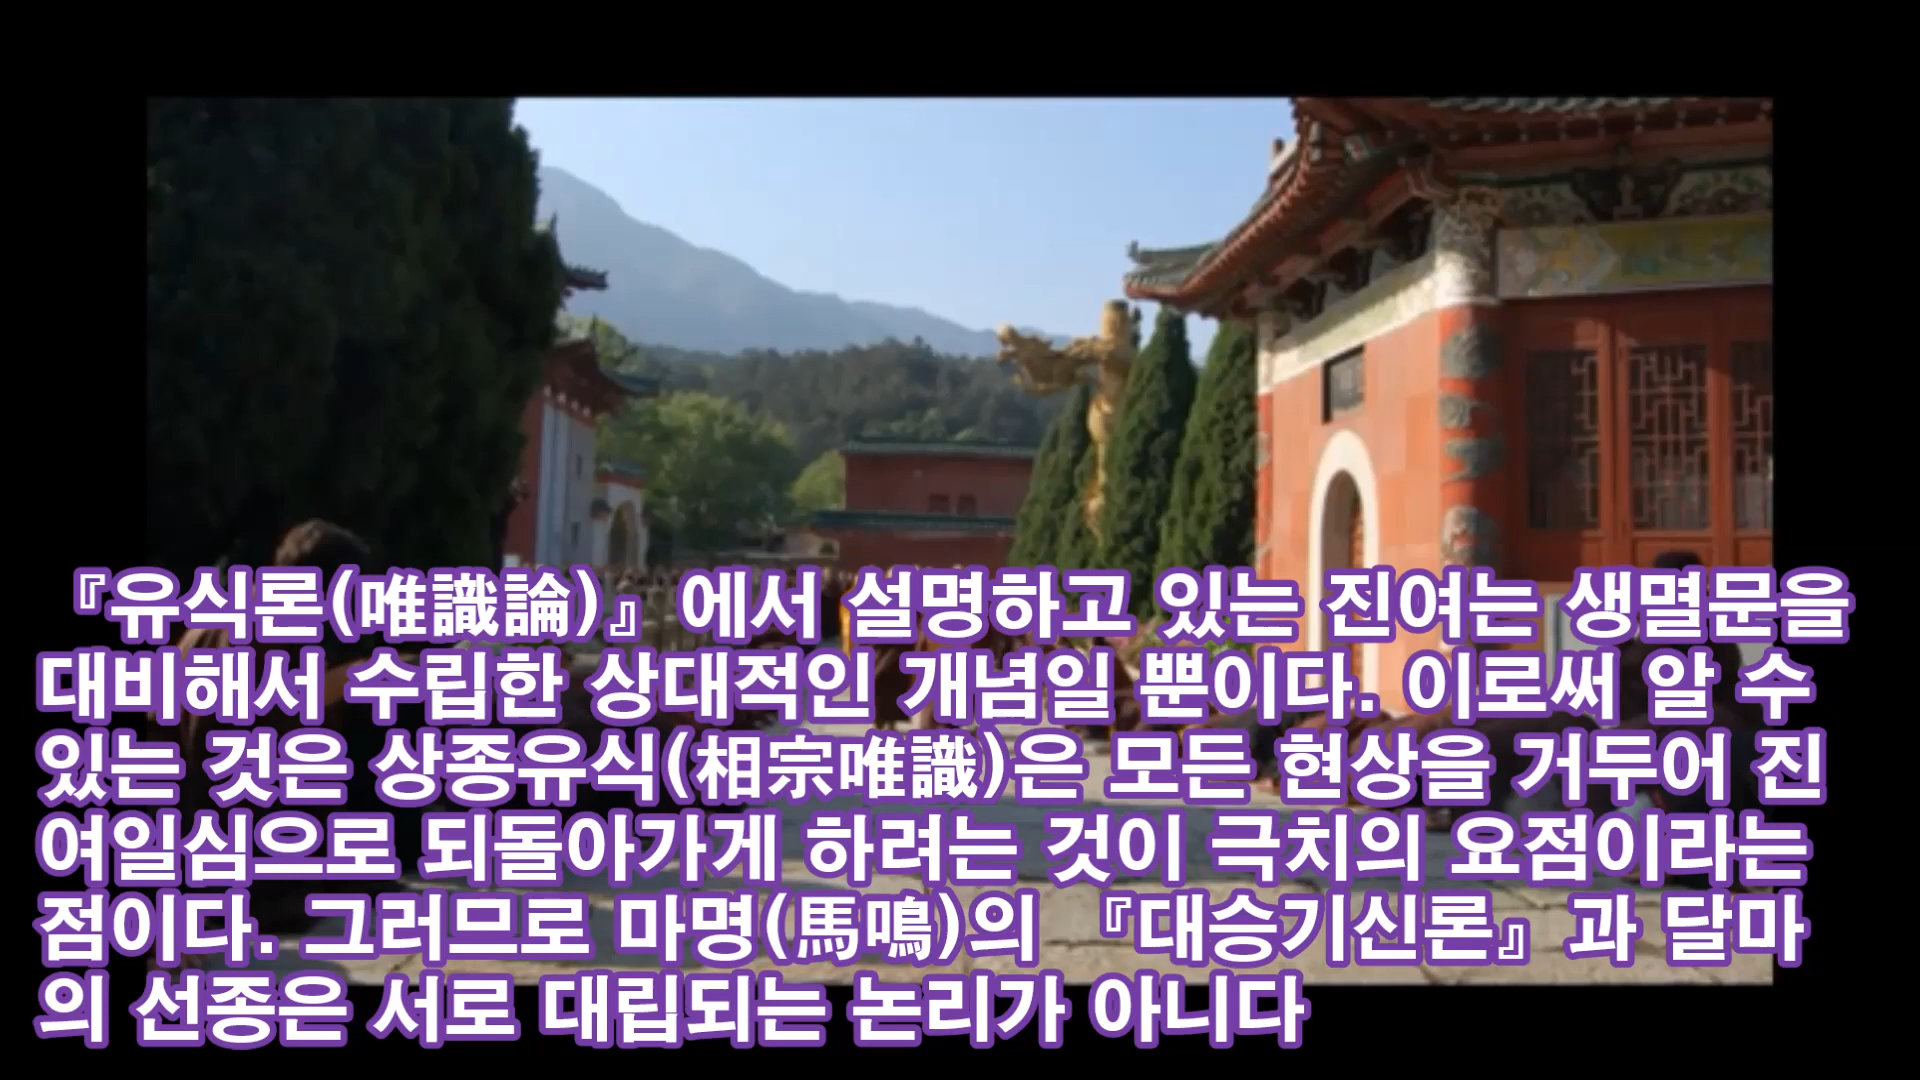 『유식론(唯識論)』에서 설명하고 있는 진여는 생멸문을
대비해서 수립한 상대적인 개념일 뿐이다. 이로써 알 수
있는 것은 상종유식(相宗唯識)은 모든 현상을 거두어 진
여일심으로 되돌아가게 하려는 것이 극치의 요점이라는
점이다. 그러므로 마명(馬鳴)의 『대승기신론』과 달마
의 선종은 서로 대립되는 논리가 아니다